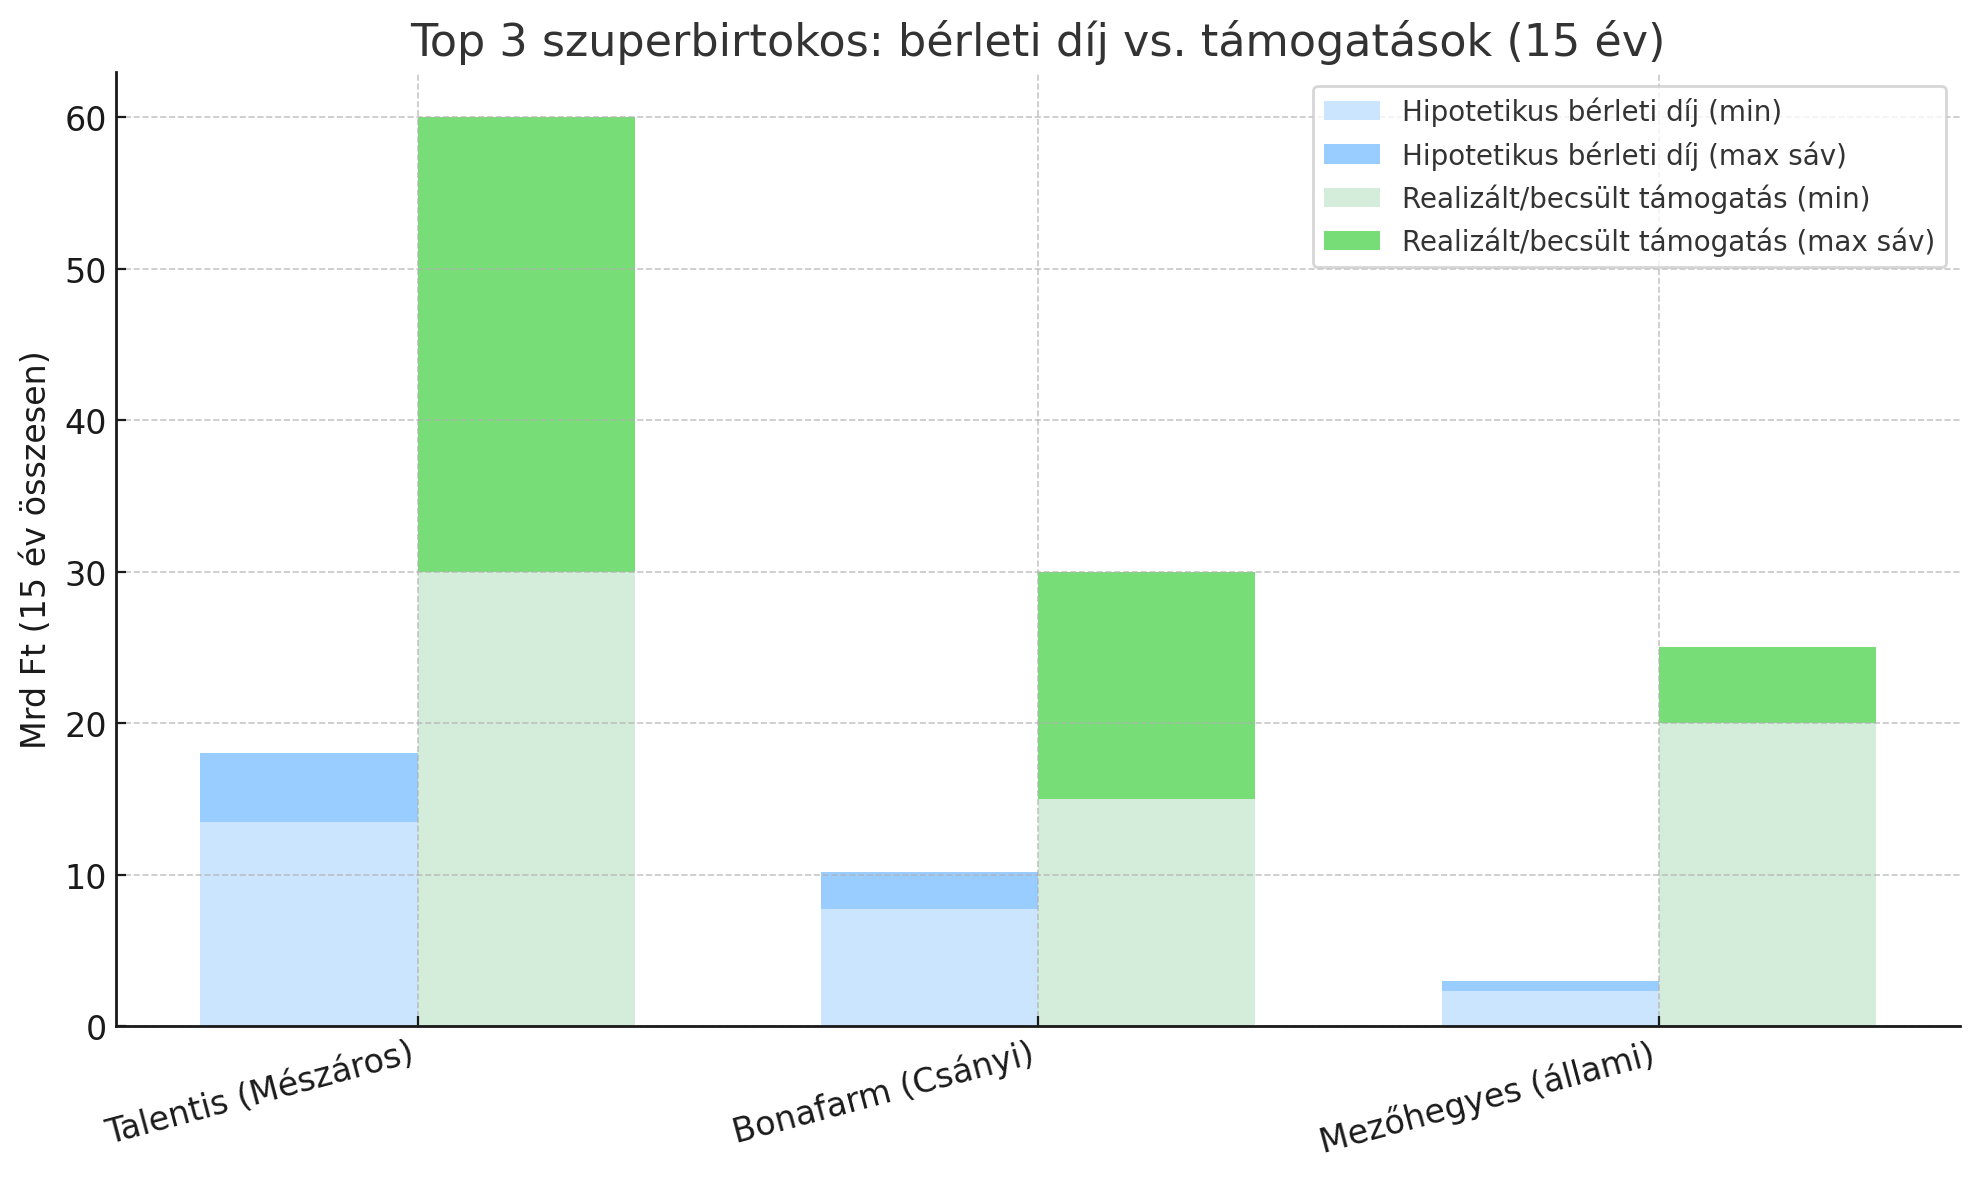 Top 3 szuperbirtokos: bérleti díj vs. támogatások (15 év)
Hipotetikus bérleti díj (min)
Hipotetikus bérleti díj (max sáv)
Realizált/becsült támogatás (min)
Realizált/becsült támogatás (max sáv)
Mrd Ft (15 év összesen)
60
50
40
30
20
10
0
Talentis (Mészáros)
Bonafarm (Csányi)
Mezőhegyes (állami)